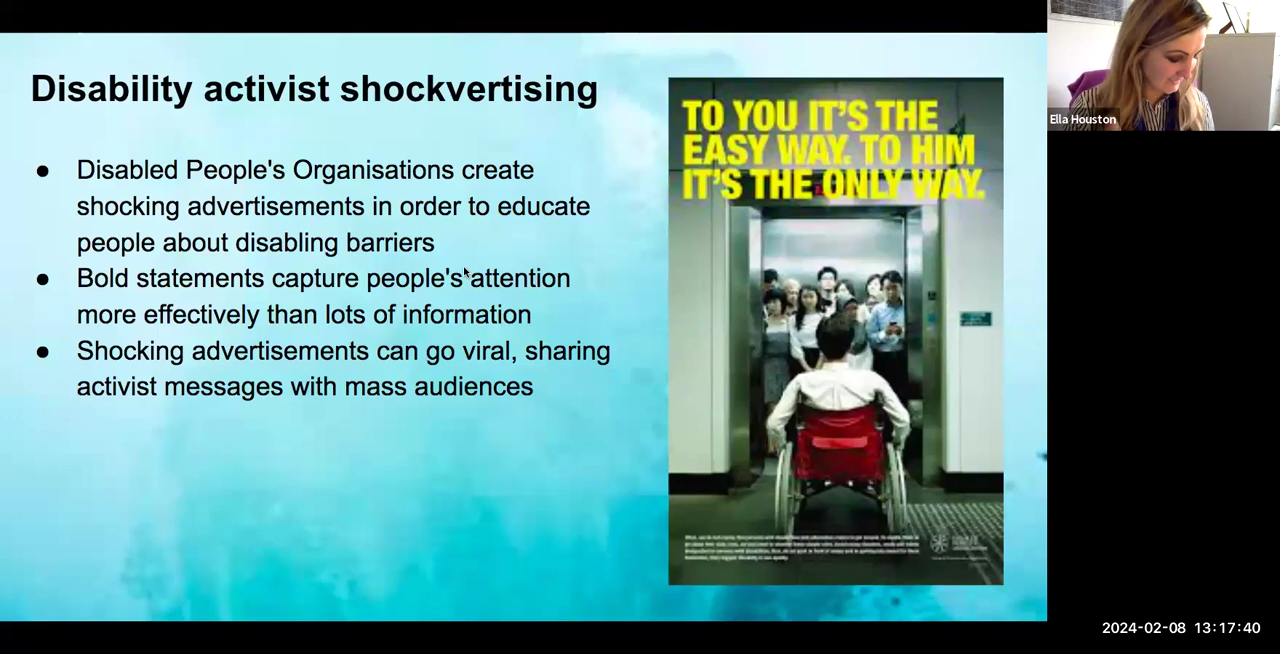 Disability activist shockvertising
● Disabled People's Organisations create
shocking advertisements in order to educate
people about disabling barriers
● Bold statements capture people's attention
more effectively than lots of information
● Shocking advertisements can go viral, sharing
activist messages with mass audiences
TO YOU IT'S THE
EASY WAY. TO HIM
IT'S THE ONLY WAY.
Ella Houston
2024-02-08 13:17:40